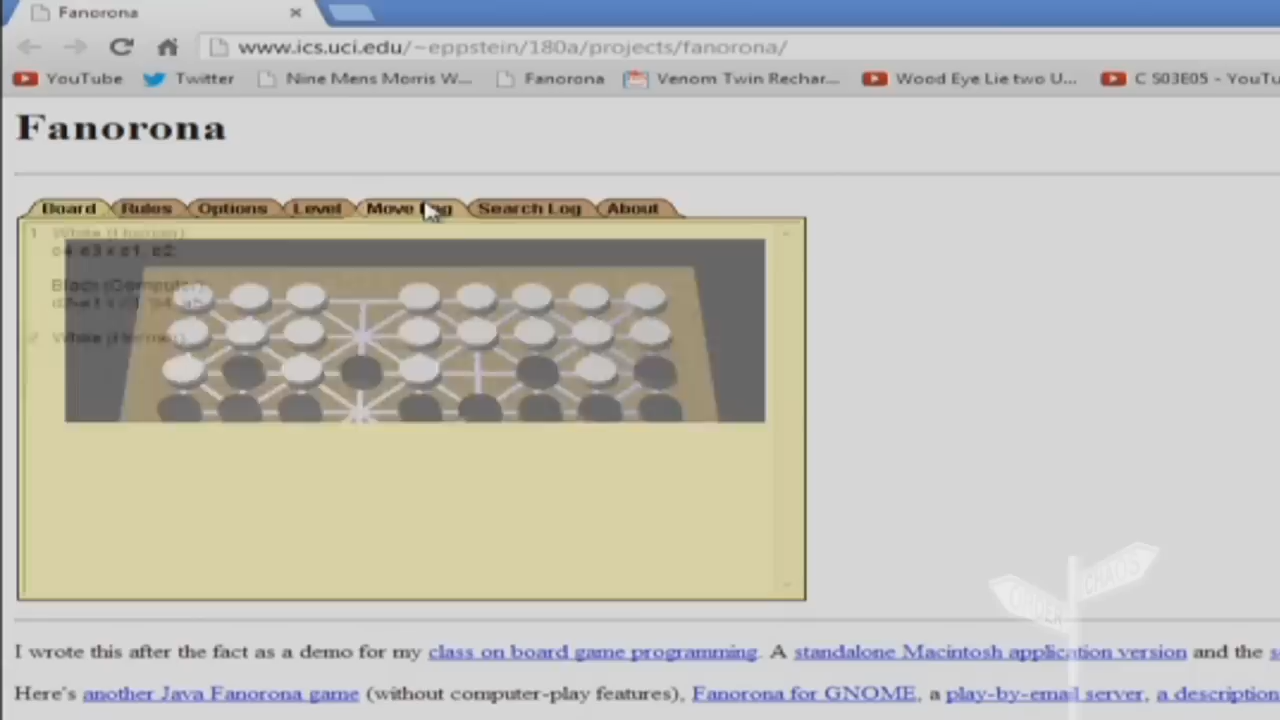 Fanorona
www.ics.uci.edu/~eppstein/180a/projects/fanorona/
YouTube Twitter Nine Mens Morris W... Fanorona Venom Twin Rechar... Wood Eye Lie two U... C S03E05 - YouTu
Fanorona
Board Rules Options Level Move Log Search Log About
1 White (Human):
Black (Computer):
2 White (Human):
ORDER CHAOS
I wrote this after the fact as a demo for my class on board game programming. A standalone Macintosh application version and the s
Here's another Java Fanorona game (without computer-play features), Fanorona for GNOME, a play-by-email server, a description